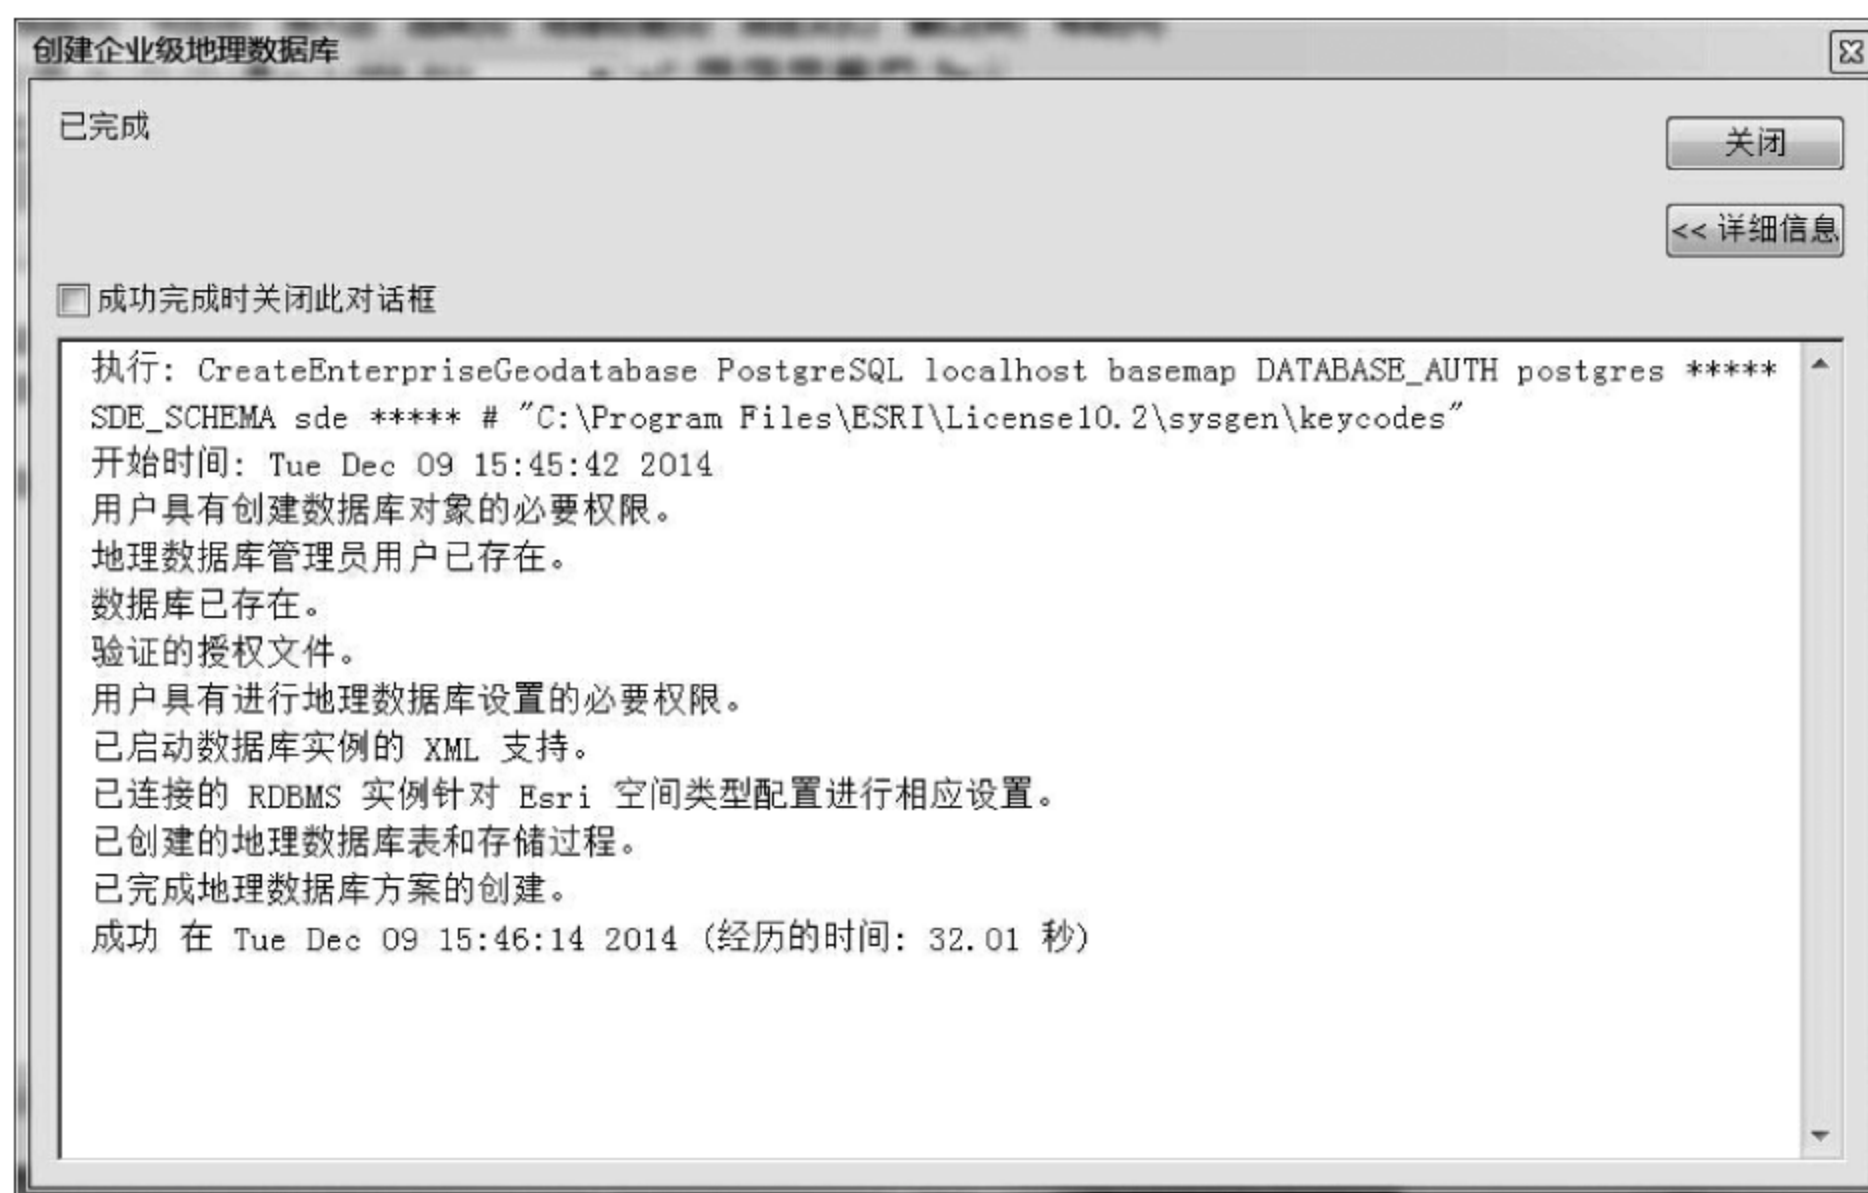 创建企业级地理数据库
已完成
关闭
<< 详细信息
成功完成时关闭此对话框
执行: CreateEnterpriseGeodatabase PostgreSQL localhost basemap DATABASE_AUTH postgres *****
SDE_SCHEMA sde ***** # "C:\Program Files\ESRI\License10.2\sysgen\keycodes"
开始时间: Tue Dec 09 15:45:42 2014
用户具有创建数据库对象的必要权限。
地理数据库管理员用户已存在。
数据库已存在。
验证的授权文件。
用户具有进行地理数据库设置的必要权限。
已启动数据库实例的 XML 支持。
已连接的 RDBMS 实例针对 Esri 空间类型配置进行相应设置。
已创建的地理数据库表和存储过程。
已完成地理数据库方案的创建。
成功 在 Tue Dec 09 15:46:14 2014 (经历的时间: 32.01 秒)